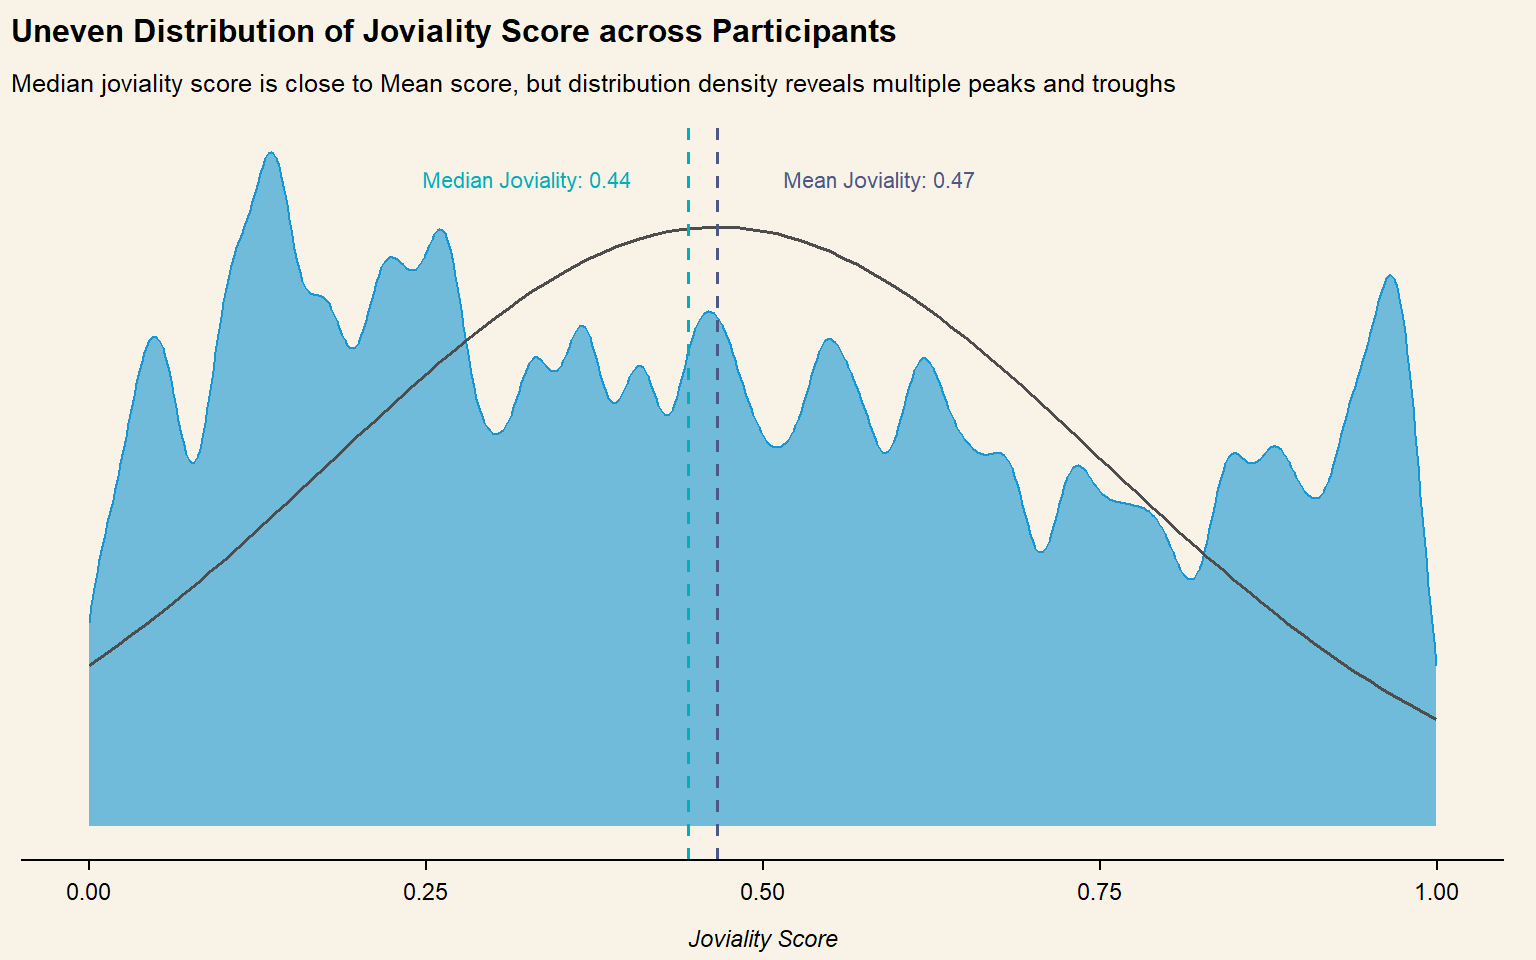 Uneven Distribution of Joviality Score across Participants
Median joviality score is close to Mean score, but distribution density reveals multiple peaks and troughs
Median Joviality: 0.44
Mean Joviality: 0.47
0.00
0.25
0.50
0.75
1.00
Joviality Score